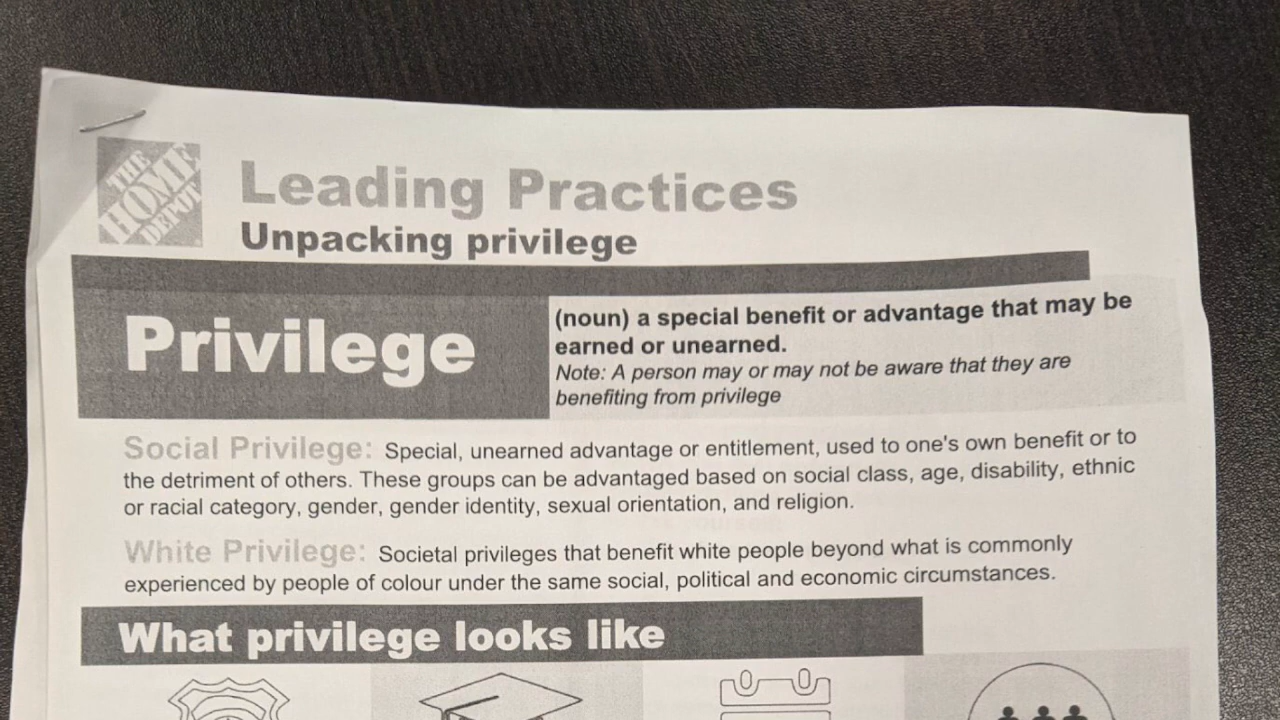 THE
HOME
DEPOT
Leading Practices
Unpacking privilege
Privilege
(noun) a special benefit or advantage that may be
earned or unearned.
Note: A person may or may not be aware that they are
benefiting from privilege
Social Privilege: Special, unearned advantage or entitlement, used to one's own benefit or to
the detriment of others. These groups can be advantaged based on social class, age, disability, ethnic
or racial category, gender, gender identity, sexual orientation, and religion.
White Privilege: Societal privileges that benefit white people beyond what is commonly
experienced by people of colour under the same social, political and economic circumstances.
What privilege looks like